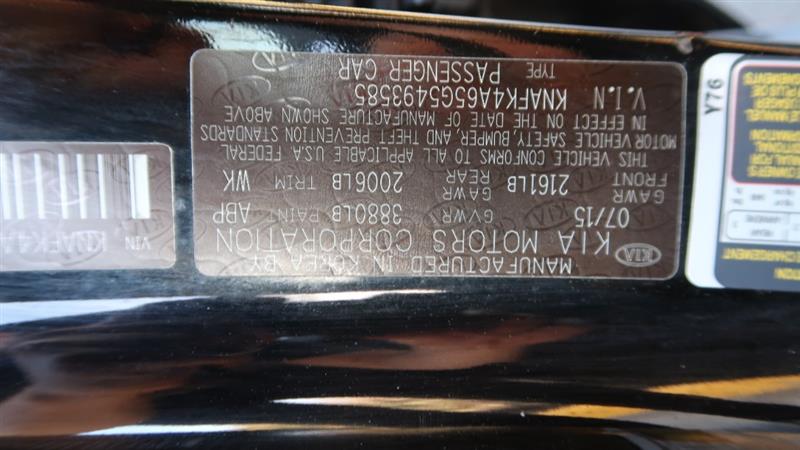 MANUFACTURED IN KOREA BY
KIA KIA MOTORS CORPORATION
07/15 GVWR 3880LB PAINT ABP
GAWR FRONT 2161LB GAWR REAR 2006LB TRIM WK
THIS VEHICLE CONFORMS TO ALL APPLICABLE U.S.A. FEDERAL
MOTOR VEHICLE SAFETY, BUMPER, AND THEFT PREVENTION STANDARDS
IN EFFECT ON THE DATE OF MANUFACTURE SHOWN ABOVE
V.I.N KNAFK4A65G5493585
TYPE PASSENGER CAR
VIN KNAFK4A
Y76